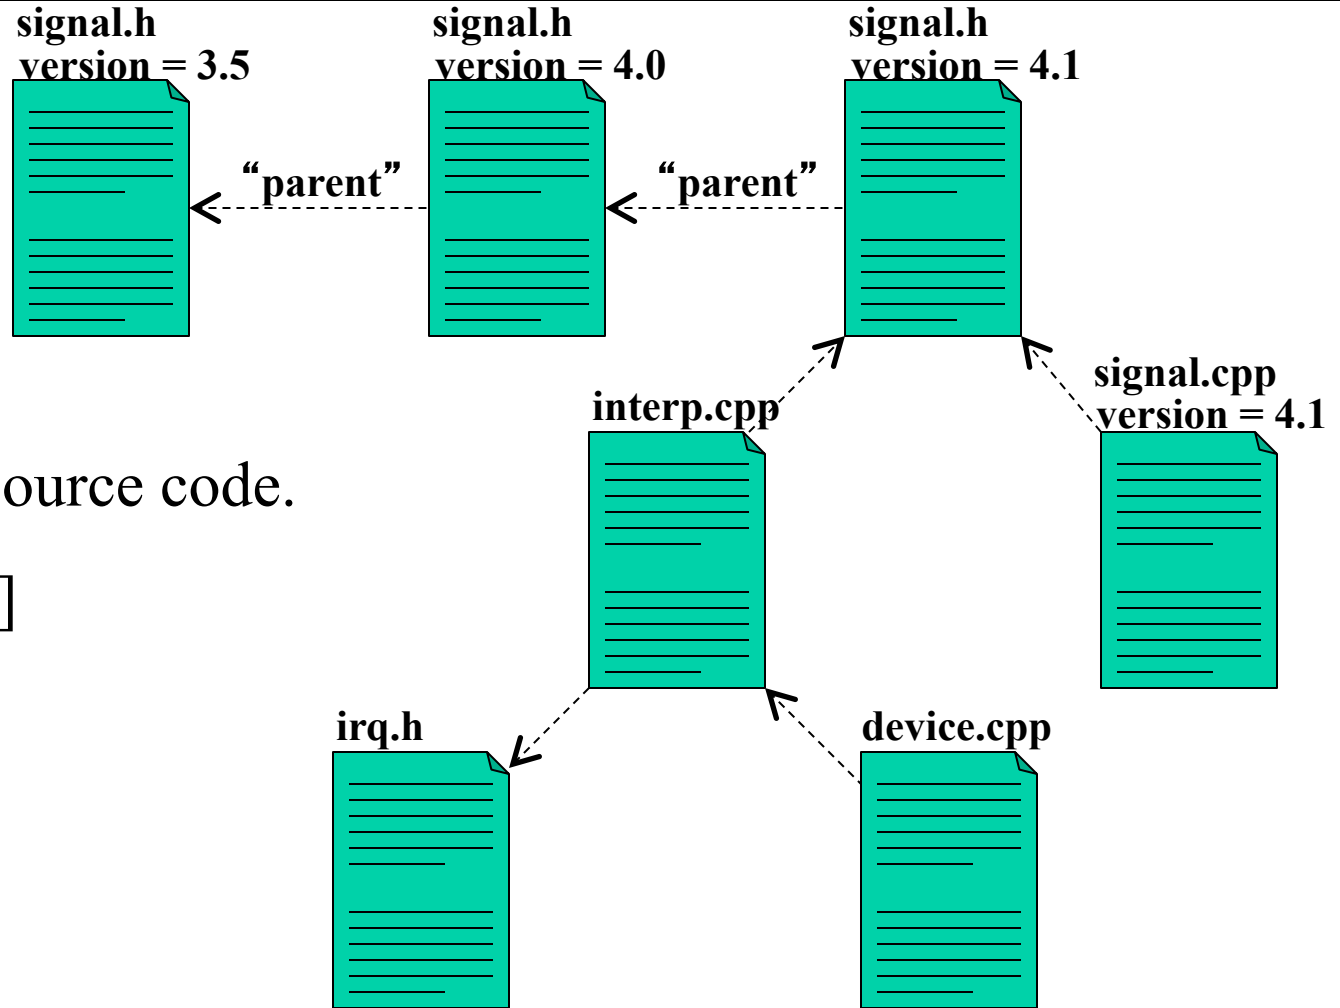 signal.h
version = 3.5
signal.h
version = 4.0
signal.h
version = 4.1
“parent”
“parent”
signal.cpp
version = 4.1
interp.cpp
ource code.
]
irq.h
device.cpp